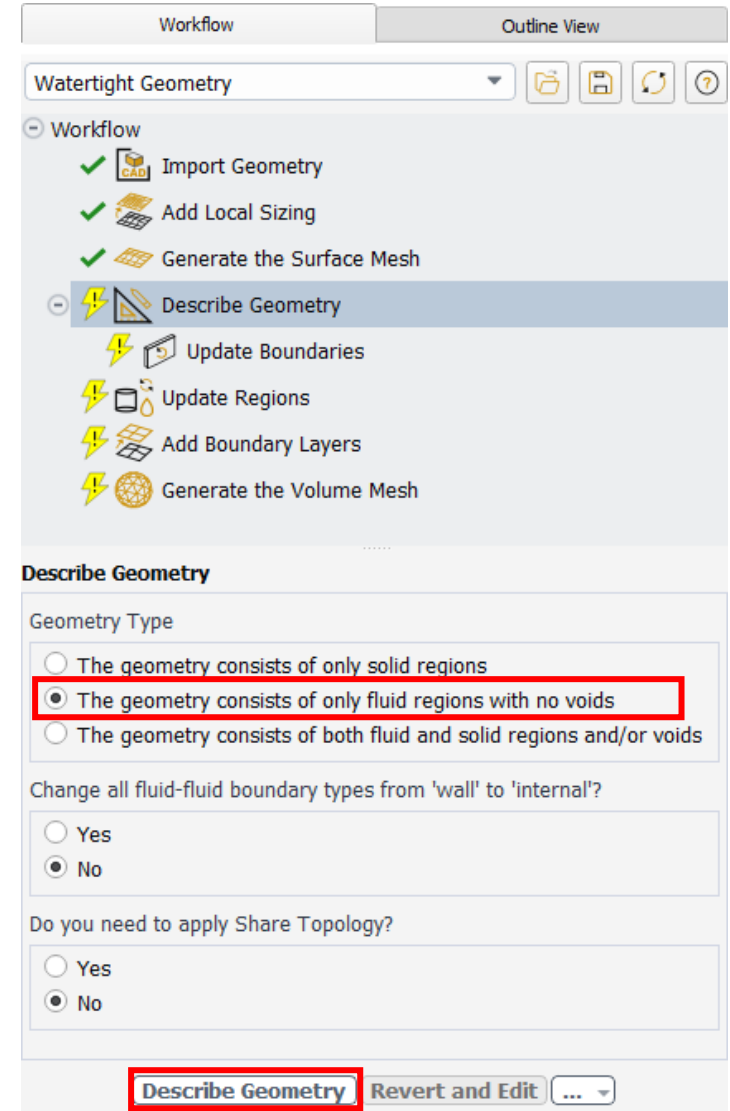 Workflow
Outline View
Watertight Geometry
Workflow
CAD Import Geometry
Add Local Sizing
Generate the Surface Mesh
Describe Geometry
Update Boundaries
Update Regions
Add Boundary Layers
Generate the Volume Mesh
Describe Geometry
Geometry Type
The geometry consists of only solid regions
The geometry consists of only fluid regions with no voids
The geometry consists of both fluid and solid regions and/or voids
Change all fluid-fluid boundary types from 'wall' to 'internal'?
Yes
No
Do you need to apply Share Topology?
Yes
No
Describe Geometry Revert and Edit ...